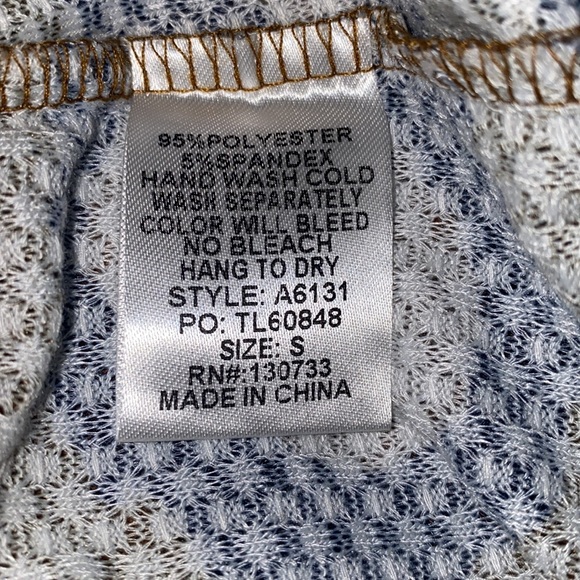 95%POLYESTER
5%SPANDEX
HAND WASH COLD
WASH SEPARATELY
COLOR WILL BLEED
NO BLEACH
HANG TO DRY
STYLE: A6131
PO: TL60848
SIZE: S
RN#:130733
MADE IN CHINA